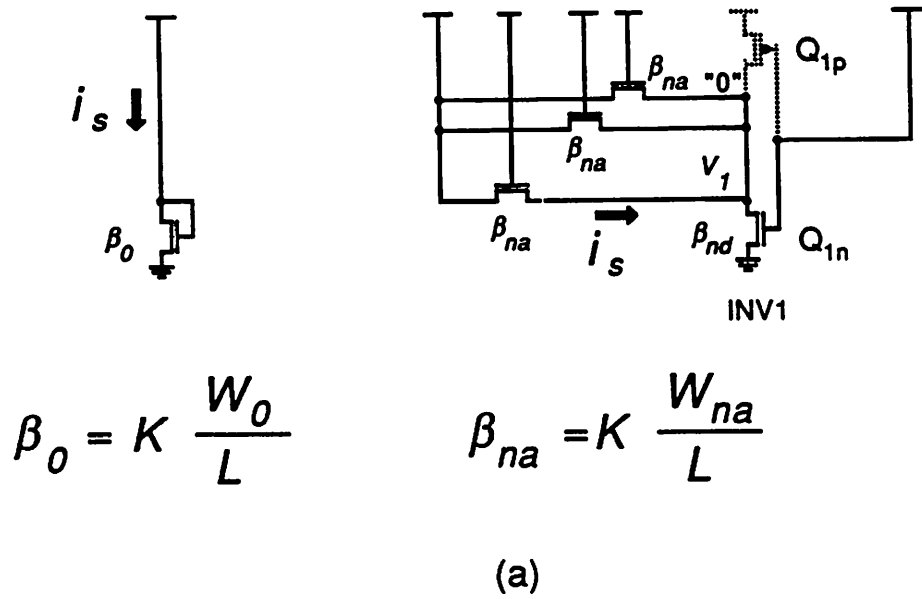 i_s
β_0
β_na "0" Q_1p
β_na
V_1
β_na
i_s
β_nd Q_1n
INV1
β_0 = K W_0 / L
β_na = K W_na / L
(a)